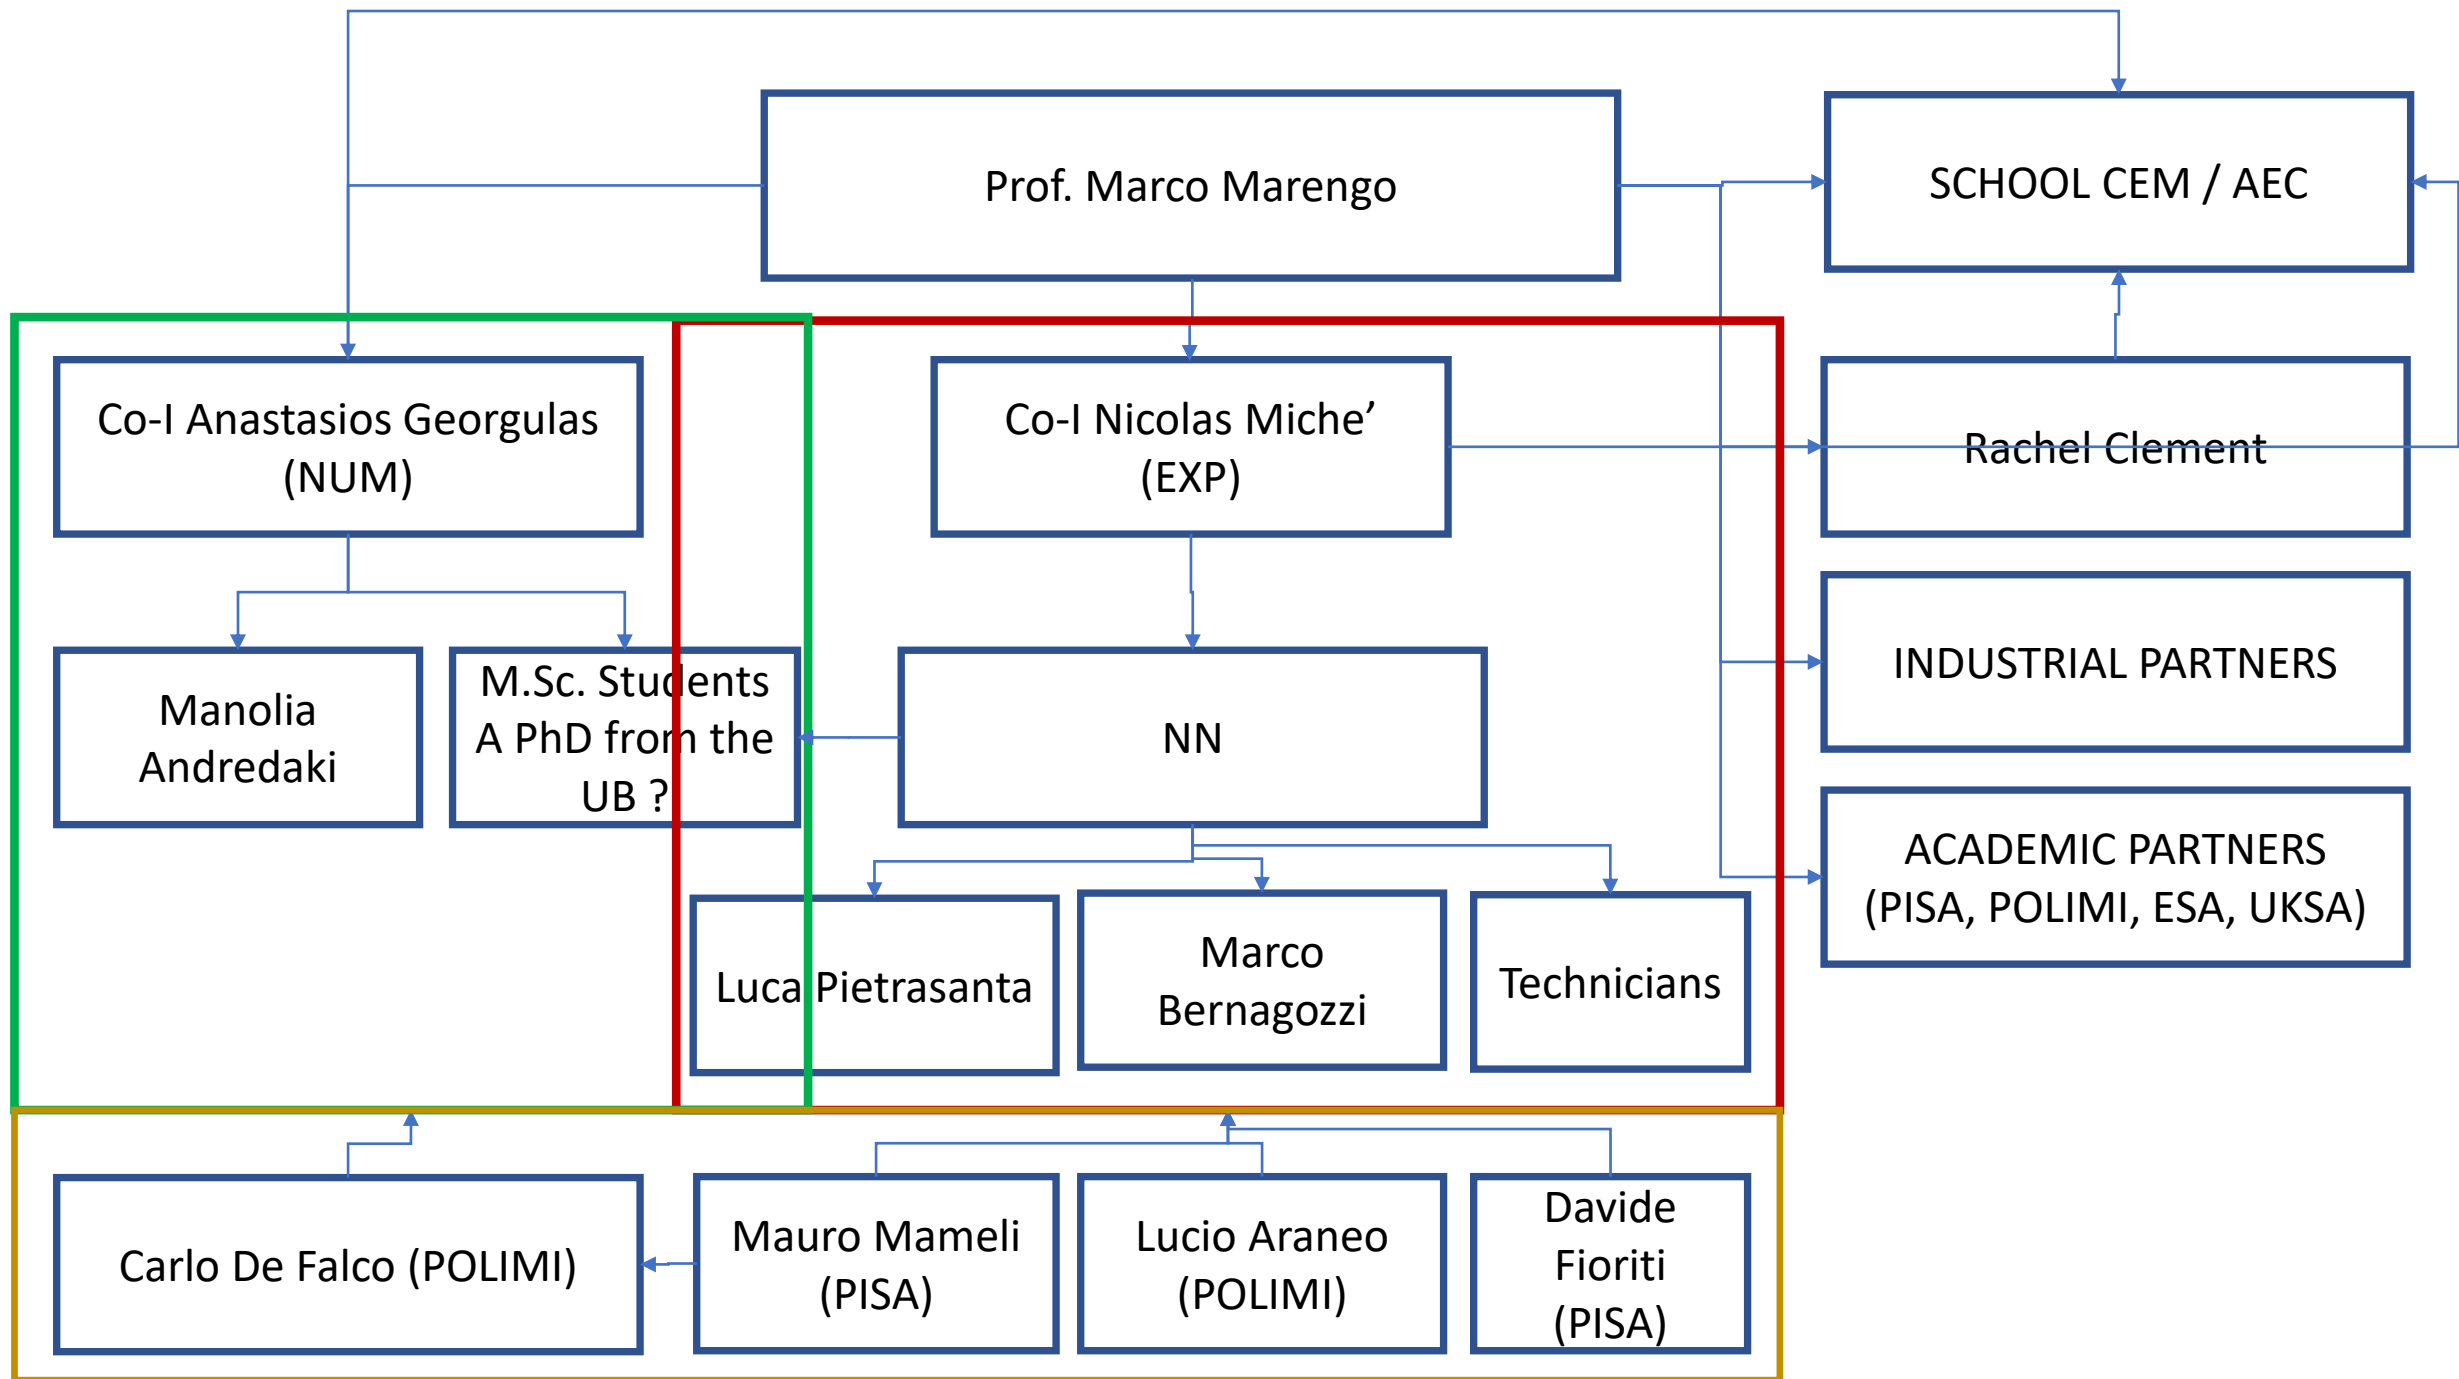 Prof. Marco Marengo
SCHOOL CEM / AEC
Co-I Anastasios Georgulas
(NUM)
Co-I Nicolas Miche’
(EXP)
Rachel Clement
Manolia
Andredaki
M.Sc. Students
A PhD from the
UB ?
NN
INDUSTRIAL PARTNERS
ACADEMIC PARTNERS
(PISA, POLIMI, ESA, UKSA)
Luca Pietrasanta
Marco
Bernagozzi
Technicians
Carlo De Falco (POLIMI)
Mauro Mameli
(PISA)
Lucio Araneo
(POLIMI)
Davide
Fioriti
(PISA)